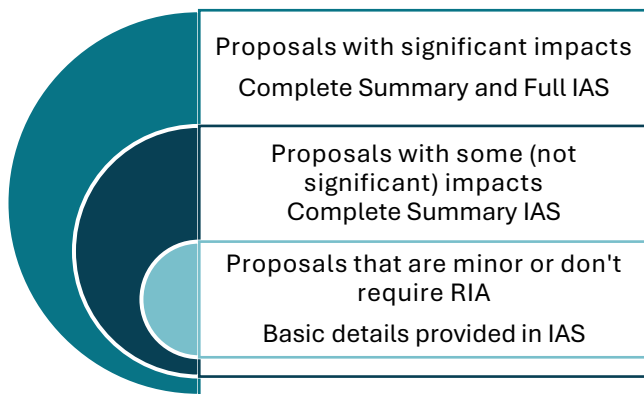 Proposals with significant impacts
Complete Summary and Full IAS
Proposals with some (not
significant) impacts
Complete Summary IAS
Proposals that are minor or don't
require RIA
Basic details provided in IAS